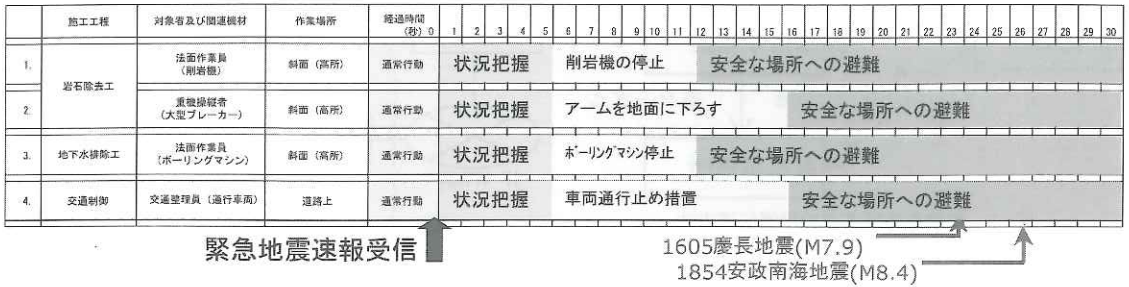 施工工種 対象者及び関連機材 作業場所 経過時間(秒) 0 1 2 3 4 5 6 7 8 9 10 11 12 13 14 15 16 17 18 19 20 21 22 23 24 25 26 27 28 29 30
1. 岩石除去工 法面作業員(削岩機) 斜面(高所) 通常行動 状況把握 削岩機の停止 安全な場所への避難
2. 重機操縦者(大型ブレーカー) 斜面(高所) 通常行動 状況把握 アームを地面に下ろす 安全な場所への避難
3. 地下水排除工 法面作業員(ボーリングマシン) 斜面(高所) 通常行動 状況把握 ボーリングマシン停止 安全な場所への避難
4. 交通制御 交通整理員(通行車両) 道路上 通常行動 状況把握 車両通行止め措置 安全な場所への避難
緊急地震速報受信
1605慶長地震(M7.9)
1854安政南海地震(M8.4)